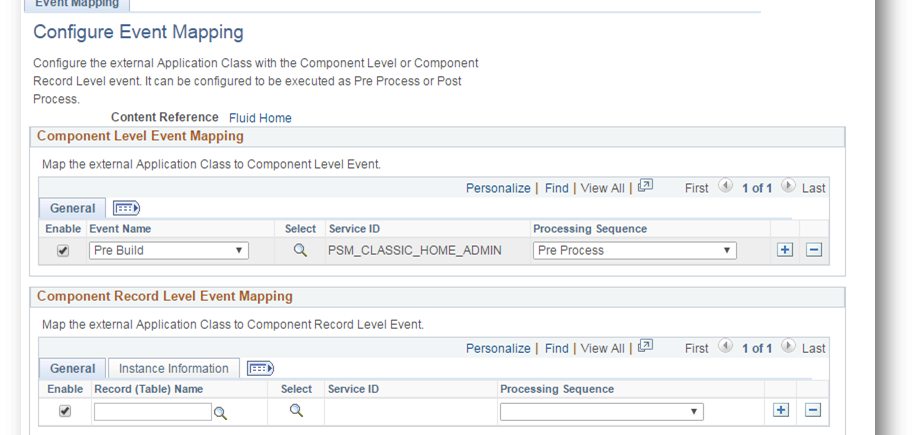 Event Mapping
Configure Event Mapping
Configure the external Application Class with the Component Level or Component
Record Level event. It can be configured to be executed as Pre Process or Post
Process.
Content Reference Fluid Home
Component Level Event Mapping
Map the external Application Class to Component Level Event.
Personalize | Find | View All | First 1 of 1 Last
General
Enable Event Name Select Service ID Processing Sequence
Pre Build PSM_CLASSIC_HOME_ADMIN Pre Process
Component Record Level Event Mapping
Map the external Application Class to Component Record Level Event.
Personalize | Find | View All | First 1 of 1 Last
General Instance Information
Enable Record (Table) Name Select Service ID Processing Sequence